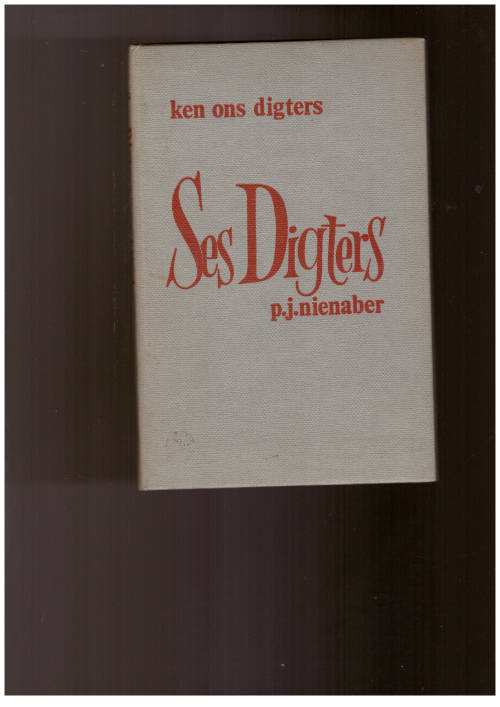 ken ons digters
Ses Digters
p.j.nienaber